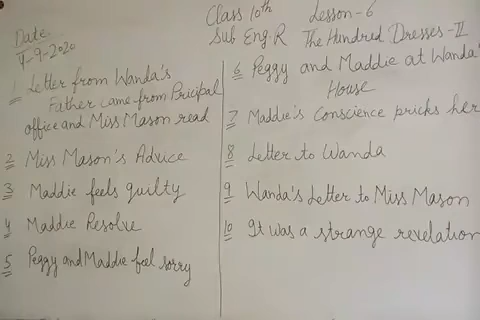 Class 10th Lesson-6
Date 4-9-2020
Sub Eng.R The Hundred Dresses-II
1 Letter from Wanda's
Father came from Pricipal
office and Miss Mason read
2 Miss Mason's Advice
3 Maddie feels guilty
4 Maddie Resolve
5 Peggy and Maddie feel sorry
6 Peggy and Maddie at Wanda'
House
7 Maddie's Conscience pricks her
8 Letter to Wanda
9 Wanda's Letter to Miss Mason
10 It was a strange revelation